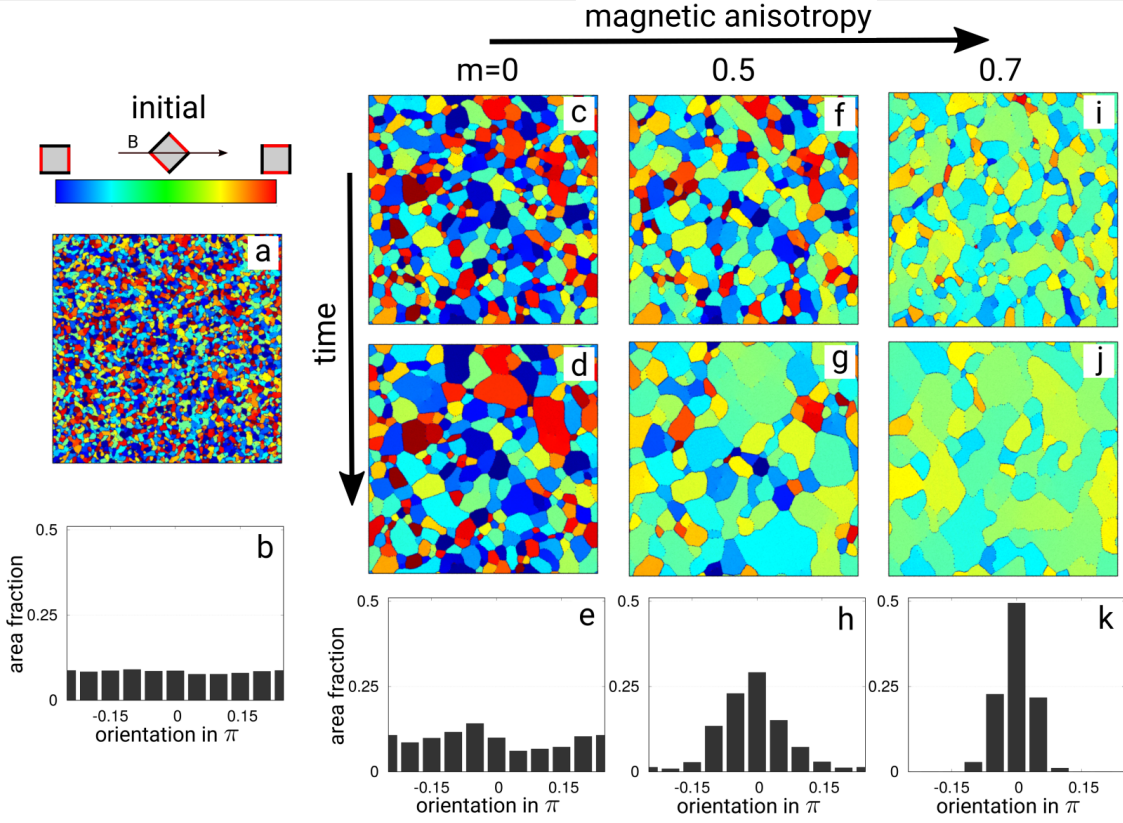 magnetic anisotropy
m=0 0.5 0.7
initial
B
a
c
f
i
time
d
g
j
b
0.5
0.25
0
area fraction
-0.15 0 0.15
orientation in π
e
0.5
0.25
0
area fraction
-0.15 0 0.15
orientation in π
h
0.5
0.25
0
-0.15 0 0.15
orientation in π
k
0.5
0.25
0
-0.15 0 0.15
orientation in π